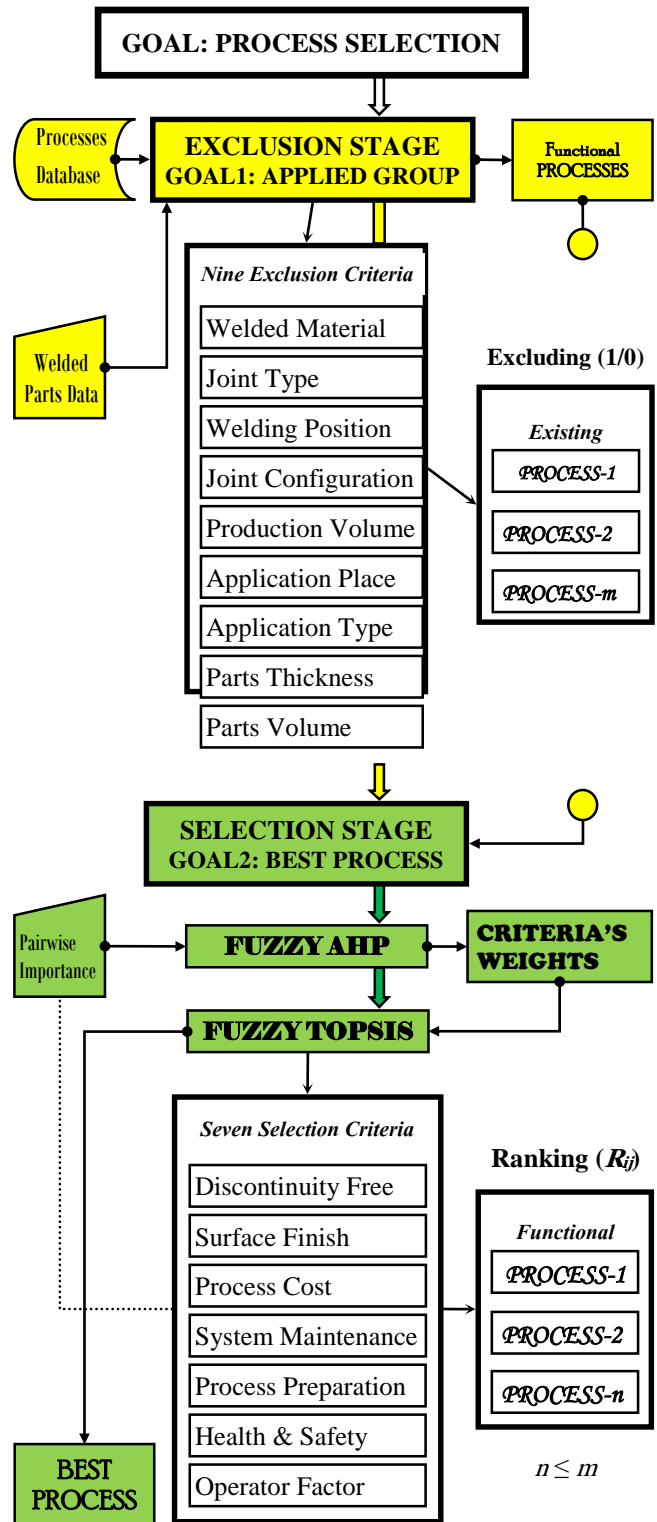 GOAL: PROCESS SELECTION
Processes
Database
EXCLUSION STAGE
GOAL1: APPLIED GROUP
Functional
PROCESSES
Nine Exclusion Criteria
Welded Material
Joint Type
Welding Position
Joint Configuration
Production Volume
Application Place
Application Type
Parts Thickness
Parts Volume
Welded
Parts Data
Excluding (1/0)
Existing
PROCESS-1
PROCESS-2
PROCESS-m
SELECTION STAGE
GOAL2: BEST PROCESS
Pairwise
Importance
FUZZY AHP
CRITERIA'S
WEIGHTS
FUZZY TOPSIS
Seven Selection Criteria
Discontinuity Free
Surface Finish
Process Cost
System Maintenance
Process Preparation
Health & Safety
Operator Factor
Ranking (Rij)
Functional
PROCESS-1
PROCESS-2
PROCESS-n
n ≤ m
BEST
PROCESS